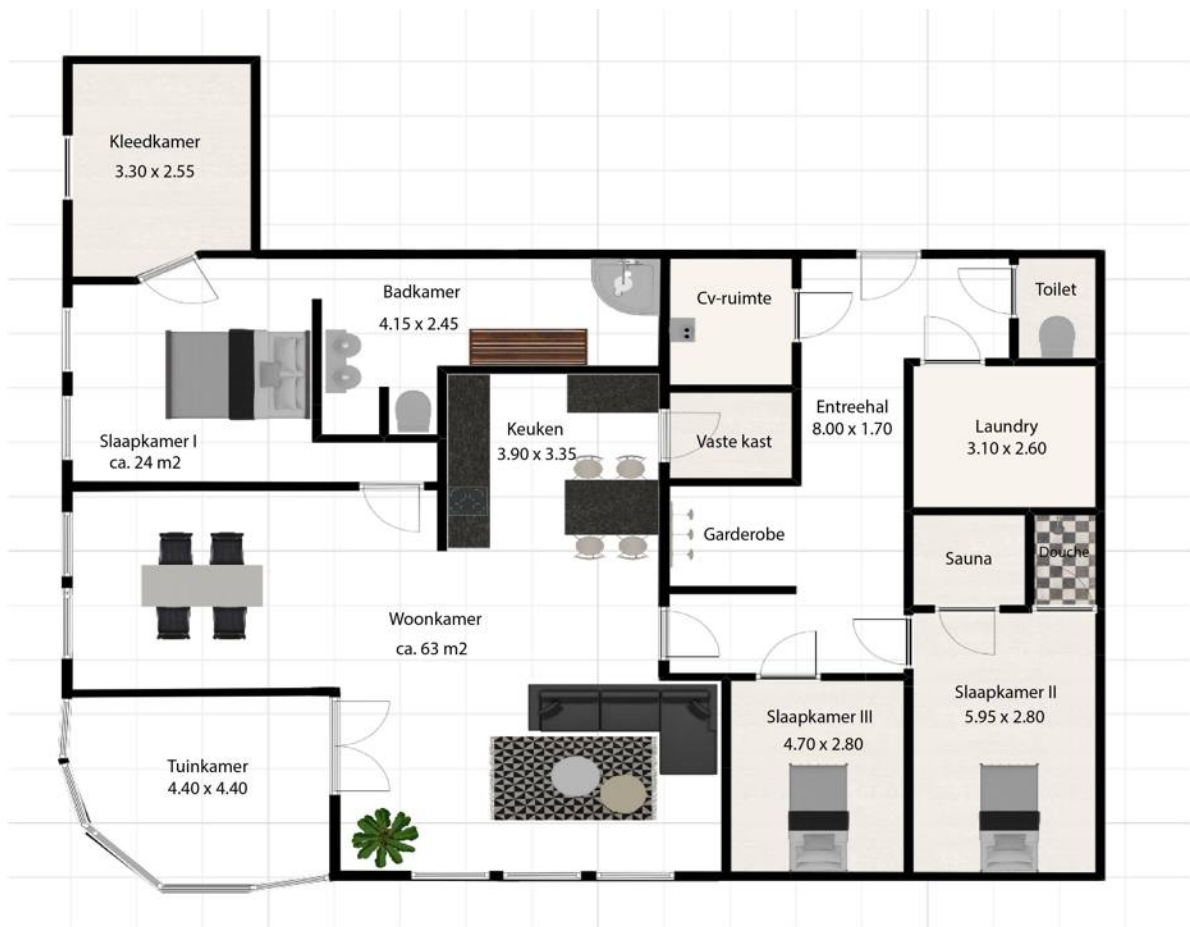 Kleedkamer
3.30 x 2.55
Badkamer
4.15 x 2.45
Cv-ruimte
Toilet
Slaapkamer I
ca. 24 m2
Keuken
3.90 x 3.35
Vaste kast
Entreehal
8.00 x 1.70
Laundry
3.10 x 2.60
Garderobe
Sauna
Douche
Woonkamer
ca. 63 m2
Tuinkamer
4.40 x 4.40
Slaapkamer III
4.70 x 2.80
Slaapkamer II
5.95 x 2.80